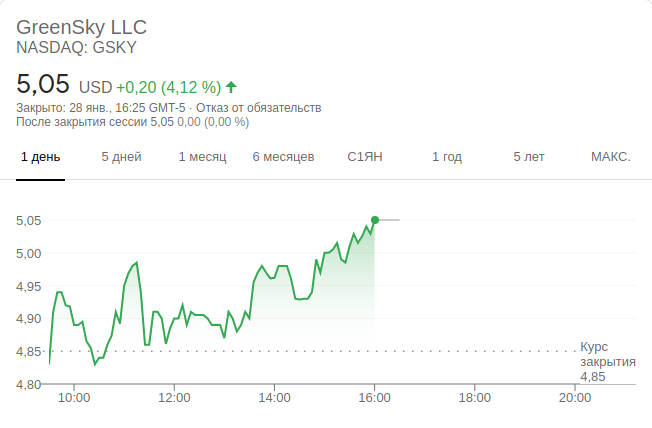 GreenSky LLC
NASDAQ: GSKY
5,05 USD +0,20 (4,12 %)
Закрыто: 28 янв., 16:25 GMT-5 · Отказ от обязательств
После закрытия сессии 5,05 0,00 (0,00 %)
1 день 5 дней 1 месяц 6 месяцев С1ЯН 1 год 5 лет МАКС.
5,05
5,00
4,95
4,90
4,85
4,80
Курс
закрытия
4,85
10:00 12:00 14:00 16:00 18:00 20:00